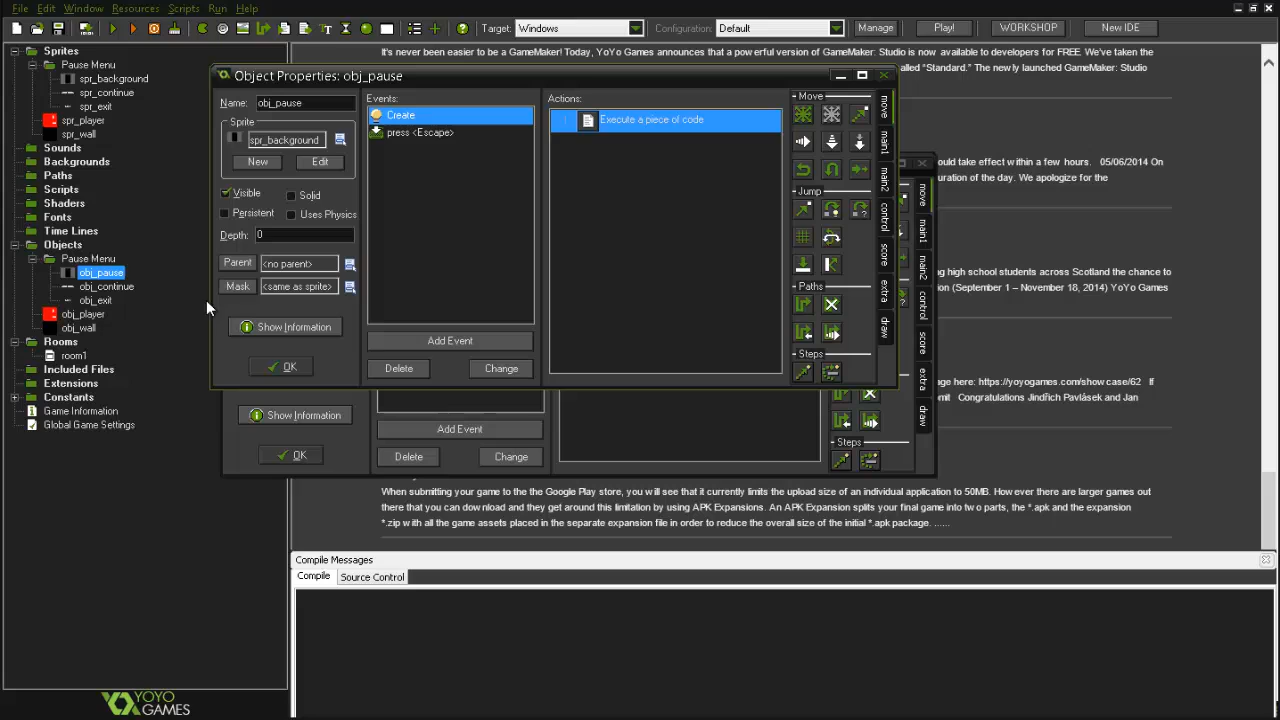 File Edit Window Resources Scripts Run Help
Target: Windows Configuration: Default Manage Play! WORKSHOP New IDE
Sprites
Pause Menu
spr_background
spr_continue
spr_exit
spr_player
spr_wall
Sounds
Backgrounds
Paths
Scripts
Shaders
Fonts
Time Lines
Objects
Pause Menu
obj_pause
obj_continue
obj_exit
obj_player
obj_wall
Rooms
room1
Included Files
Extensions
Constants
Game Information
Global Game Settings
YOYO
GAMES
It's never been easier to be a GameMaker! Today, YoYo Games announces that a powerful version of GameMaker: Studio is now available to developers for FREE. We've taken the
alled "Standard." The newly launched GameMaker: Studio
Object Properties: obj_pause
Name: obj_pause
Sprite
spr_background
New Edit
Visible Solid
Persistent Uses Physics
Depth: 0
Parent <no parent>
Mask <same as sprite>
Show Information
OK
Events:
Create
press <Escape>
Add Event
Delete Change
Actions:
Execute a piece of code
Move
Jump
Paths
Steps
move
main1
main2
control
score
extra
draw
move
main1
main2
control
score
extra
draw
ould take effect within a few hours. 05/06/2014 On
uration of the day. We apologize for the
ng high school students across Scotland the chance to
ion (September 1 – November 18, 2014) YoYo Games
age here: https://yoyogames.com/showcase/62 If
mit Congratulations Jindřich Pavlásek and Jan
Show Information
OK
Add Event
Delete Change
Steps
When submitting your game to the the Google Play store, you will see that it currently limits the upload size of an individual application to 50MB. However there are larger games out
there that you can download and they get around this limitation by using APK Expansions. An APK Expansion splits your final game into two parts, the *.apk and the expansion
*.zip with all the game assets placed in the separate expansion file in order to reduce the overall size of the initial *.apk package. ......
Compile Messages
Compile Source Control